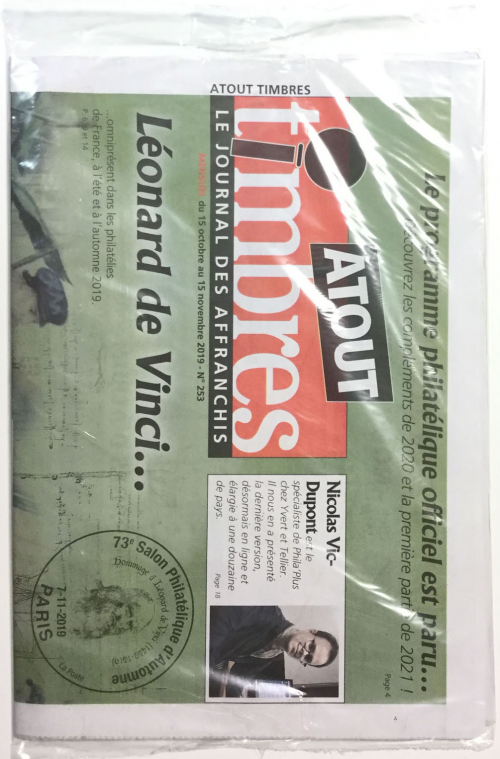 Le programme philatélique officiel est paru...
Découvrez les compléments de 2020 et la première partie de 2021 !
Page 4
ATOUT TIMBRES
ATOUT
timbres
LE JOURNAL DES AFFRANCHIS
du 15 octobre au 15 novembre 2019 - N° 253
Nicolas Vic-
Dupont est le
spécialiste de Phila'Plus
chez Yvert et Tellier.
Il nous en a présenté
la dernière version,
désormais en ligne et
élargie à une douzaine
de pays.
Page 18
Léonard de Vinci...
...omniprésent dans les philatélies
de France, à l'été et à l'automne 2019.
73e Salon Philatélique d'Automne
Hommage à Léonard de Vinci
7-11-2019
PARIS
La Poste